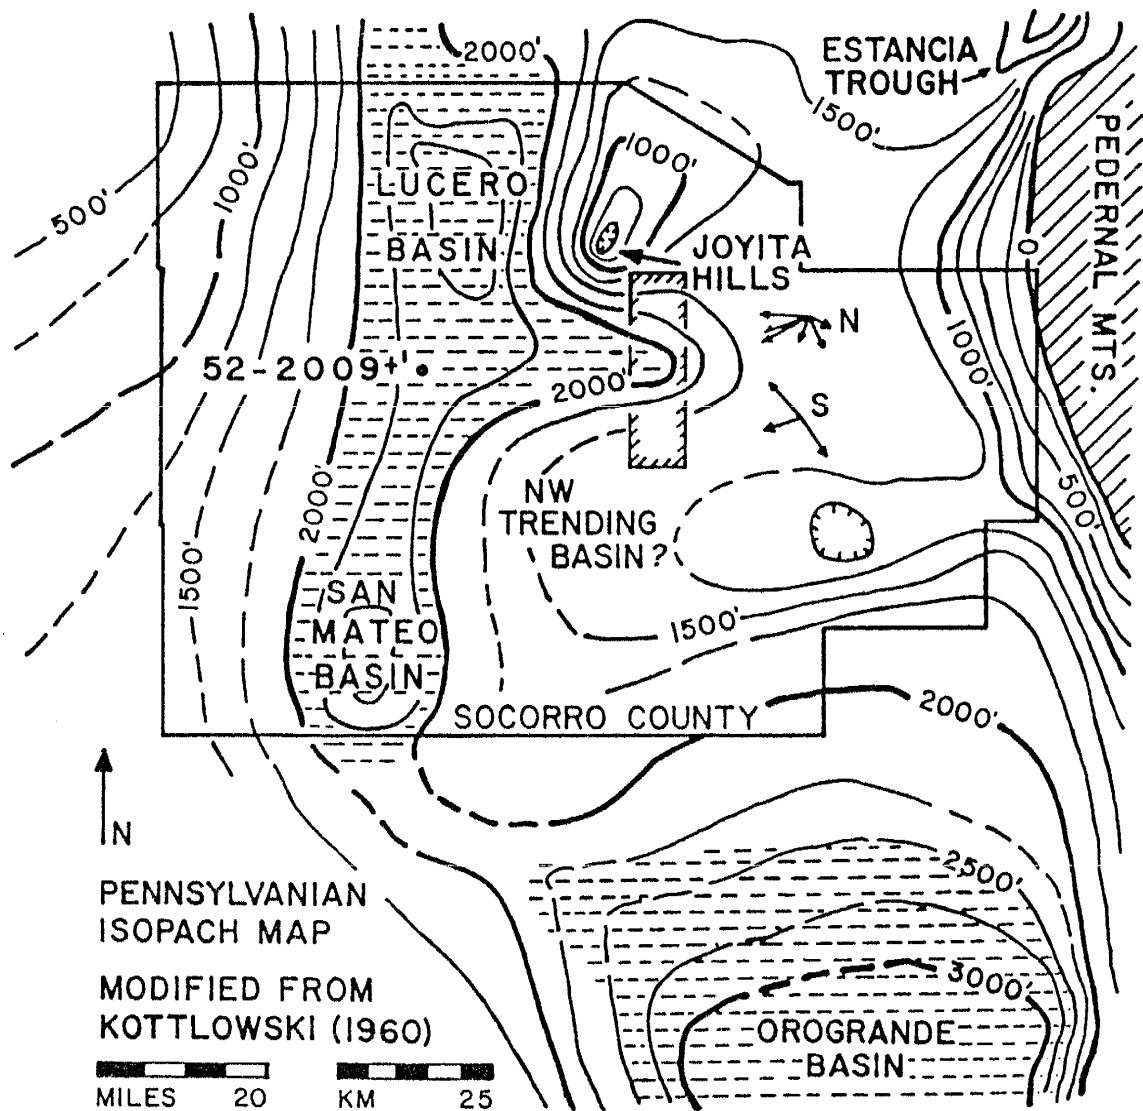 2000'
ESTANCIA
TROUGH
1500'
PEDERNAL MTS.
1000'
1000'
500'
LUCERO
BASIN
JOYITA
HILLS
0
N
1000'
52-2009+'
2000'
S
2000'
500'
NW
TRENDING
BASIN?
1500'
SAN
MATEO
BASIN
1500'
SOCORRO COUNTY
2000'
N
2500'
PENNSYLVANIAN
ISOPACH MAP
3000'
MODIFIED FROM
KOTTLOWSKI (1960)
OROGRANDE
BASIN
MILES 20
KM 25